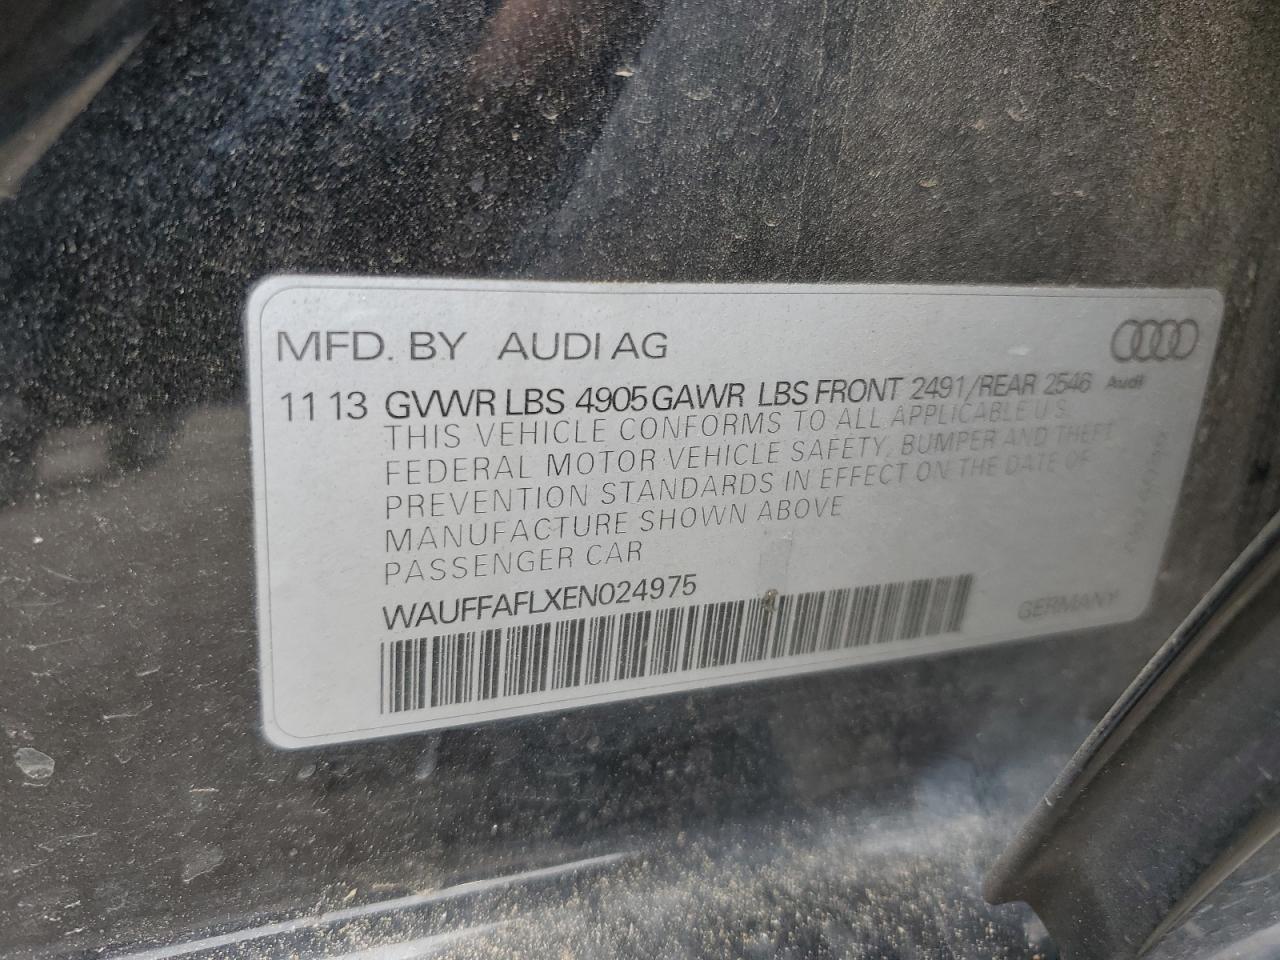 MFD. BY AUDI AG
11 13 GVWR LBS 4905 GAWR LBS FRONT 2491/REAR 2546 Audi
THIS VEHICLE CONFORMS TO ALL APPLICABLE U.S.
FEDERAL MOTOR VEHICLE SAFETY, BUMPER AND THEFT
PREVENTION STANDARDS IN EFFECT ON THE DATE OF
MANUFACTURE SHOWN ABOVE
PASSENGER CAR
WAUFFAFLXEN024975
GERMANY